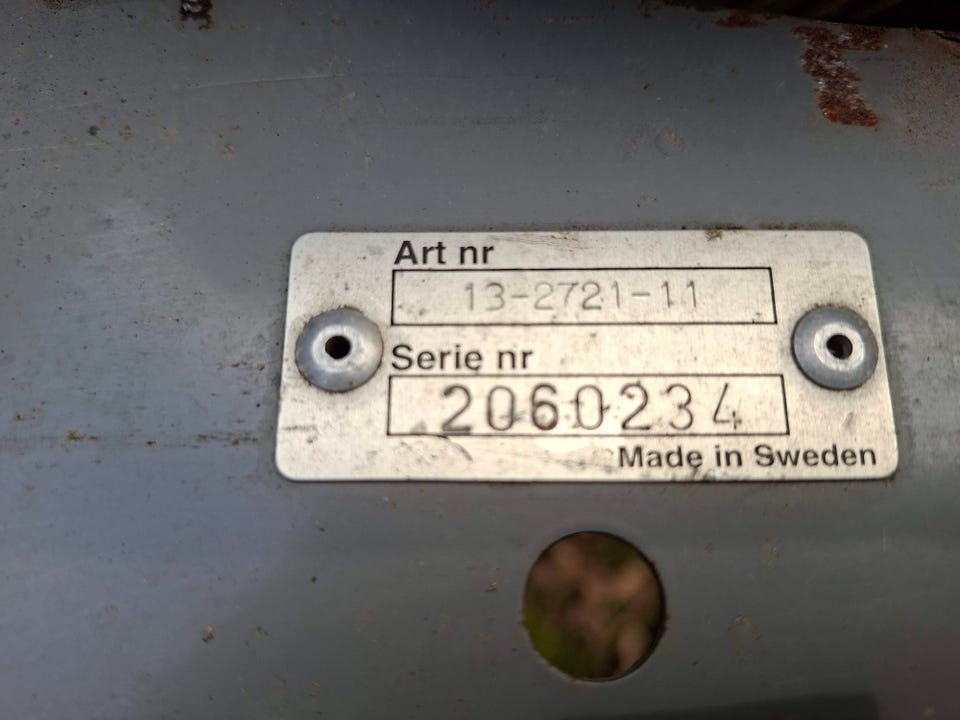 Art nr
13-2721-11
Serie nr
2060234
Made in Sweden